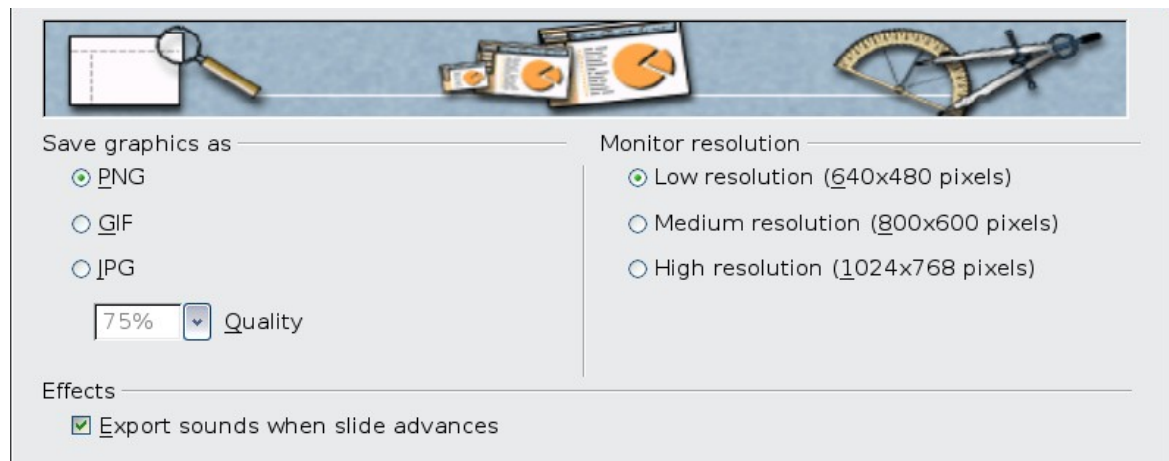 Save graphics as
PNG
GIF
JPG
75% Quality
Monitor resolution
Low resolution (640x480 pixels)
Medium resolution (800x600 pixels)
High resolution (1024x768 pixels)
Effects
Export sounds when slide advances